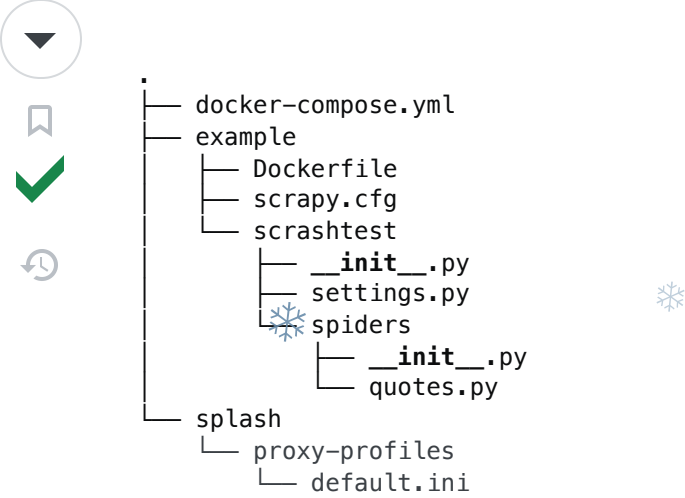 .
├── docker-compose.yml
├── example
│   ├── Dockerfile
│   ├── scrapy.cfg
│   └── scrashtest
│       ├── __init__.py
│       ├── settings.py
│       └── spiders
│           ├── __init__.py
│           └── quotes.py
└── splash
    └── proxy-profiles
        └── default.ini